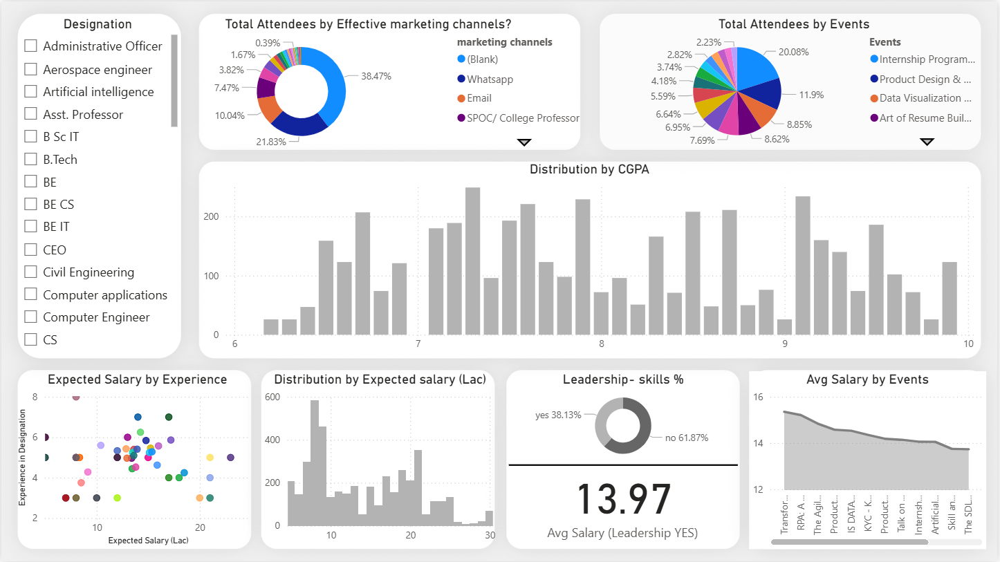 Designation
Administrative Officer
Aerospace engineer
Artificial intelligence
Asst. Professor
B Sc IT
B.Tech
BE
BE CS
BE IT
CEO
Civil Engineering
Computer applications
Computer Engineer
CS
Total Attendees by Effective marketing channels?
0.39%
1.67%
3.82%
7.47%
10.04%
21.83%
38.47%
marketing channels
(Blank)
Whatsapp
Email
SPOC/ College Professor
Total Attendees by Events
2.23%
2.82%
3.74%
4.18%
5.59%
6.64%
6.95%
7.69%
8.62%
8.85%
11.9%
20.08%
Events
Internship Program...
Product Design & ...
Data Visualization ...
Art of Resume Buil...
Distribution by CGPA
200
100
0
6 7 8 9 10
Expected Salary by Experience
Experience in Designation
8
6
4
2
10 20
Expected Salary (Lac)
Distribution by Expected salary (Lac)
600
400
200
0
10 20 30
Leadership- skills %
yes 38.13%
no 61.87%
13.97
Avg Salary (Leadership YES)
Avg Salary by Events
16
14
12
Transfor...
RPA: A ...
The Agil...
Product...
IS DATA...
KYC - K...
Product...
Talk on ...
Internsh...
Artificial...
Skill an...
The SDL...